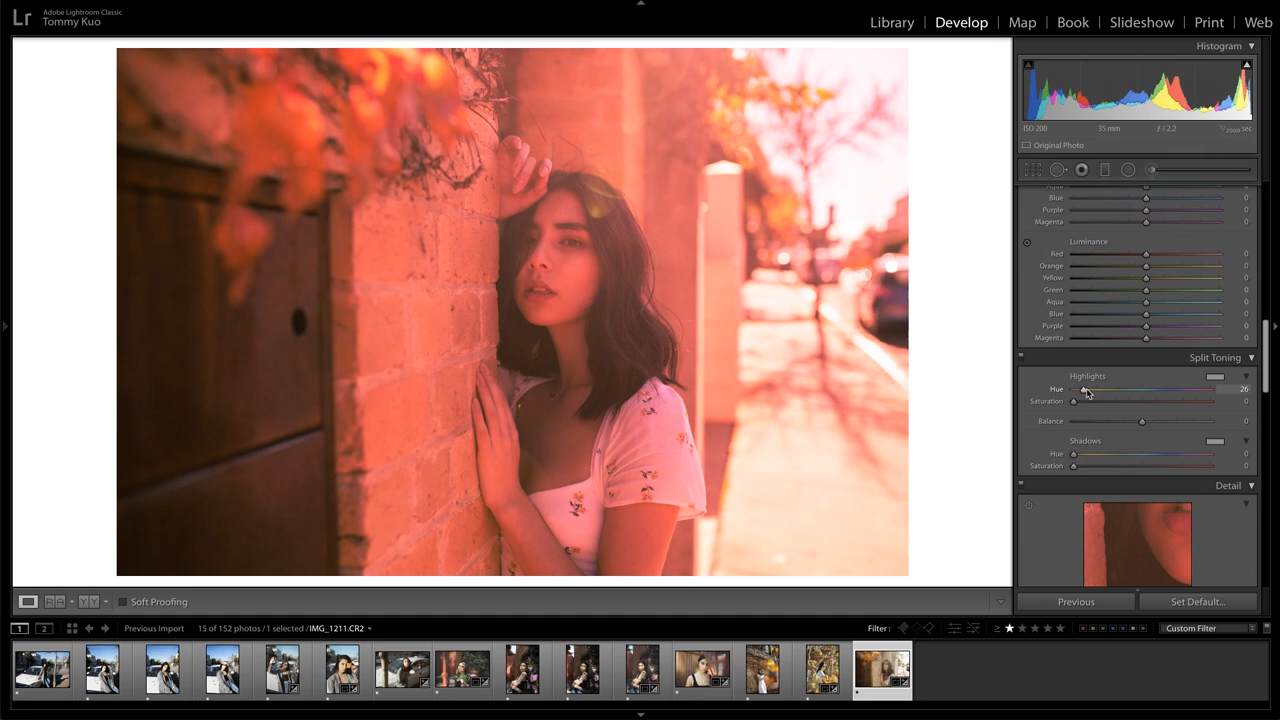 Lr
Adobe Lightroom Classic
Tommy Kuo
Library | Develop | Map | Book | Slideshow | Print | Web
Histogram
ISO 200 35 mm ƒ / 2.2 1/2000 sec
Original Photo
Blue 0
Purple 0
Magenta 0
Luminance
Red 0
Orange 0
Yellow 0
Green 0
Aqua 0
Blue 0
Purple 0
Magenta 0
Split Toning
Highlights
Hue 26
Saturation 0
Balance 0
Shadows
Hue 0
Saturation 0
Detail
Soft Proofing
Previous
Set Default...
1 2 Previous Import 15 of 152 photos / 1 selected / IMG_1211.CR2 Filter : ≥ Custom Filter